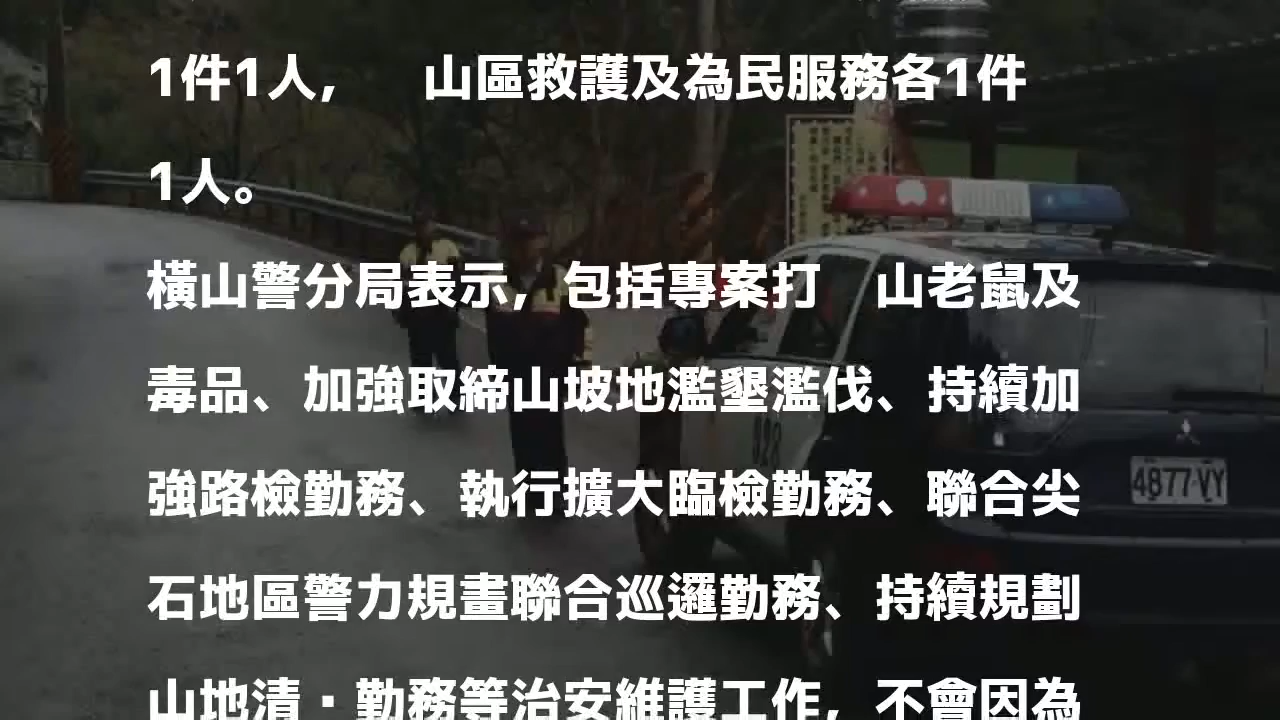 1件1人，　山區救護及為民服務各1件
1人。
橫山警分局表示，包括專案打　山老鼠及
毒品、加強取締山坡地濫墾濫伐、持續加
強路檢勤務、執行擴大臨檢勤務、聯合尖
石地區警力規畫聯合巡邏勤務、持續規劃
山地清·勤務等治安維護工作，不會因為
828
4877-VY